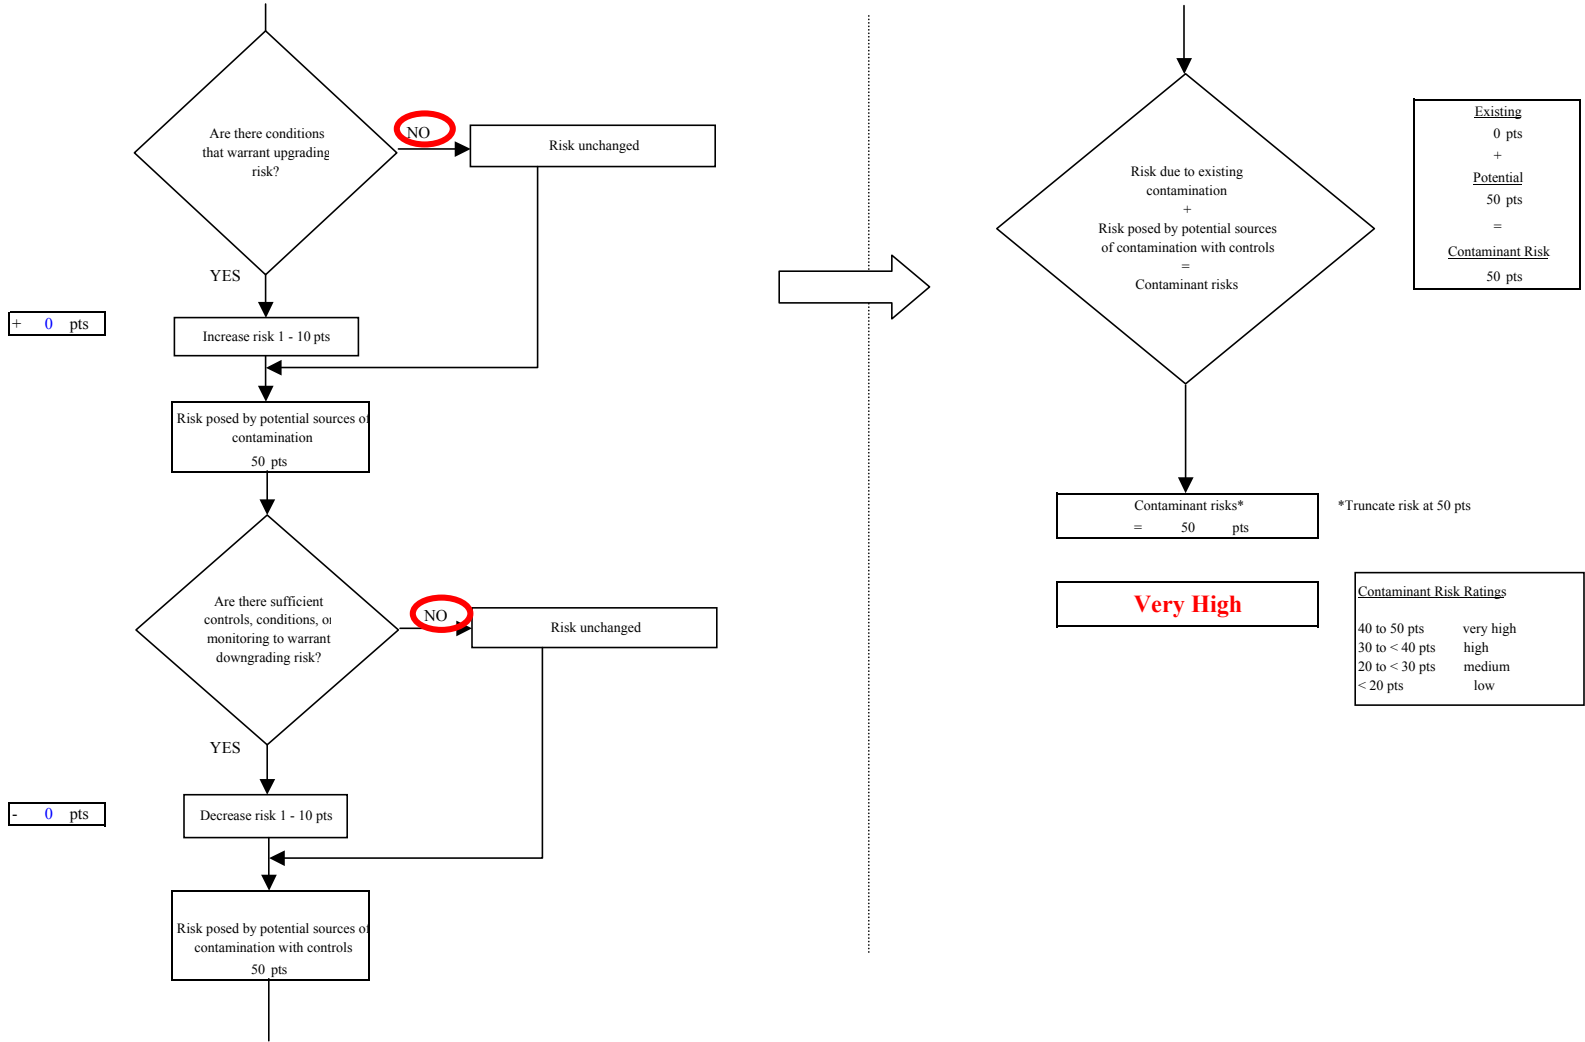 Are there conditions
that warrant upgrading
risk?
NO
Risk unchanged
YES
+ 0 pts
Increase risk 1 - 10 pts
Risk posed by potential sources of
contamination
50 pts
Are there sufficient
controls, conditions, or
monitoring to warrant
downgrading risk?
NO
Risk unchanged
YES
- 0 pts
Decrease risk 1 - 10 pts
Risk posed by potential sources of
contamination with controls
50 pts
Risk due to existing
contamination
+
Risk posed by potential sources
of contamination with controls
=
Contaminant risks
Existing
0 pts
+
Potential
50 pts
=
Contaminant Risk
50 pts
Contaminant risks*
= 50 pts
*Truncate risk at 50 pts
Very High
Contaminant Risk Ratings
40 to 50 pts very high
30 to < 40 pts high
20 to < 30 pts medium
< 20 pts low